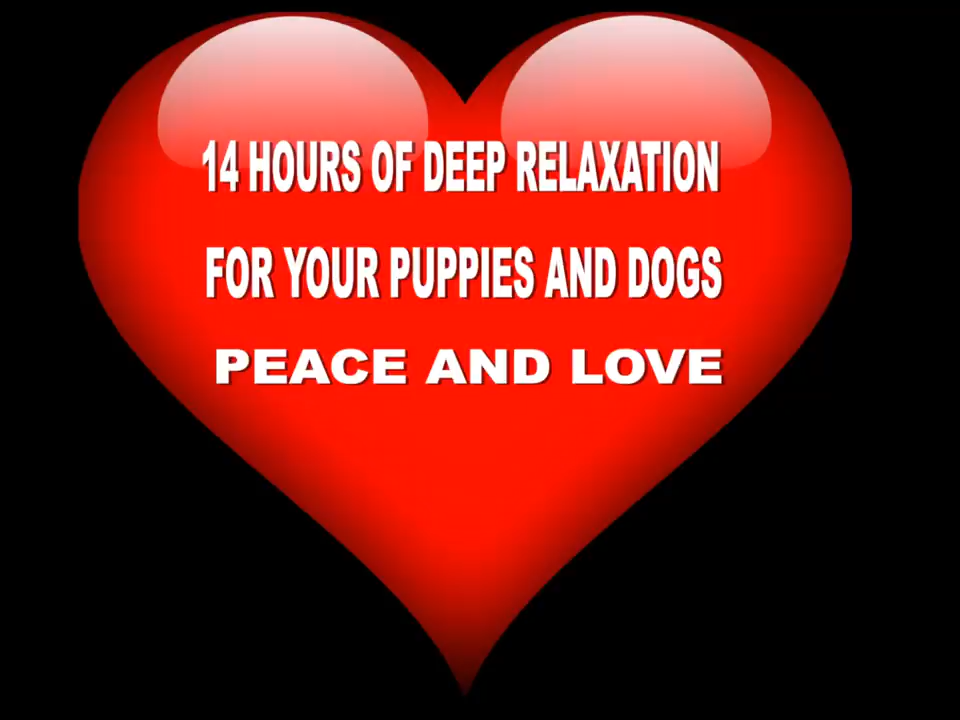 14 HOURS OF DEEP RELAXATION
FOR YOUR PUPPIES AND DOGS
PEACE AND LOVE